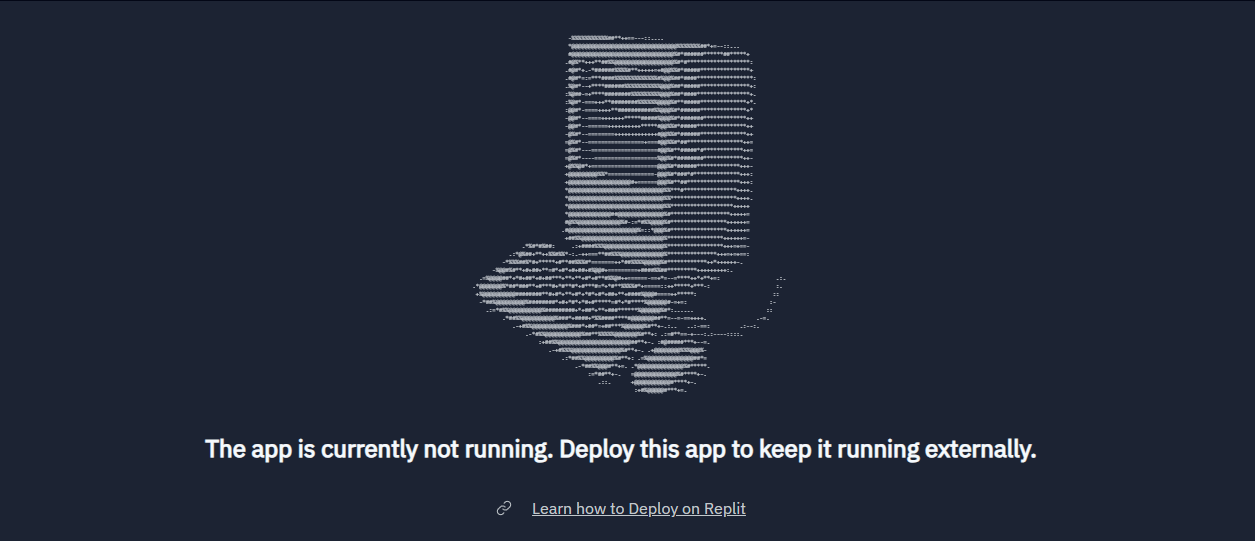 The app is currently not running. Deploy this app to keep it running externally.
Learn how to Deploy on Replit